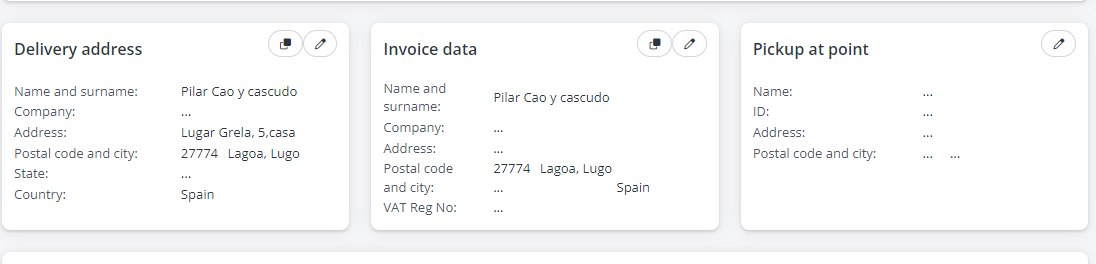 Delivery address
Name and surname: Pilar Cao y cascudo
Company: ...
Address: Lugar Grela, 5,casa
Postal code and city: 27774 Lagoa, Lugo
State: ...
Country: Spain
Invoice data
Name and
surname: Pilar Cao y cascudo
Company: ...
Address: ...
Postal code 27774 Lagoa, Lugo
and city: ... Spain
VAT Reg No: ...
Pickup at point
Name: ...
ID: ...
Address: ...
Postal code and city: ... ...